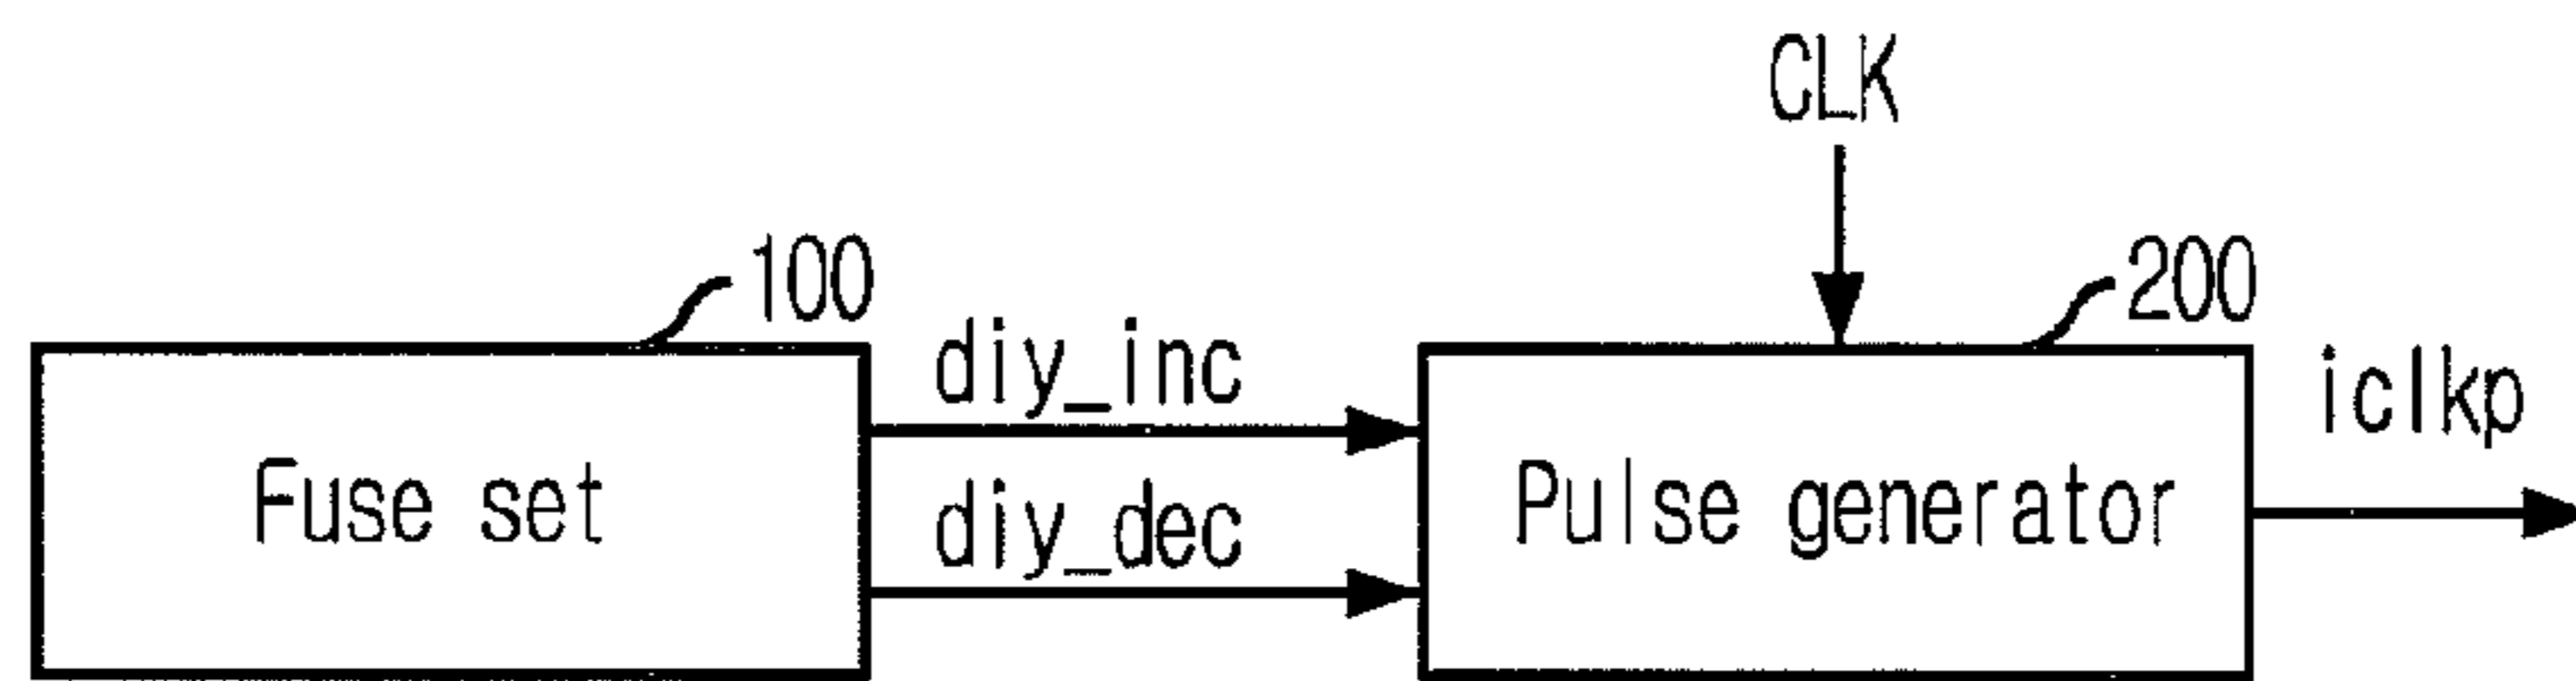 CLK
100
200
diy_inc
iclkp
Fuse set
diy_dec
Pulse generator